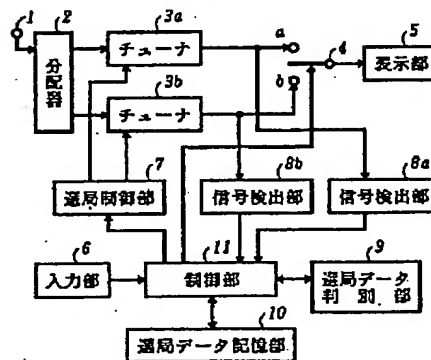 1
2
分配器
3a
チューナ
3b
チューナ
a
b
4
5
表示部
7
選局制御部
8b
信号検出部
8a
信号検出部
6
入力部
11
制御部
9
選局データ
判別部
10
選局データ記憶部